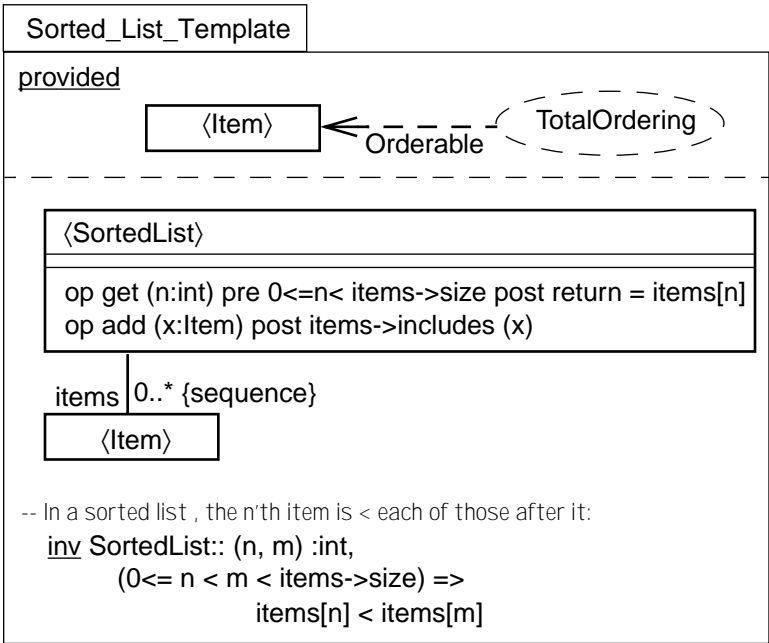 Sorted_List_Template
provided
⟨Item⟩
Orderable
TotalOrdering
⟨SortedList⟩
op get (n:int) pre 0<=n< items->size post return = items[n]
op add (x:Item) post items->includes (x)
items 0..* {sequence}
⟨Item⟩
-- In a sorted list , the n'th item is < each of those after it:
inv SortedList:: (n, m) :int,
(0<= n < m < items->size) =>
items[n] < items[m]